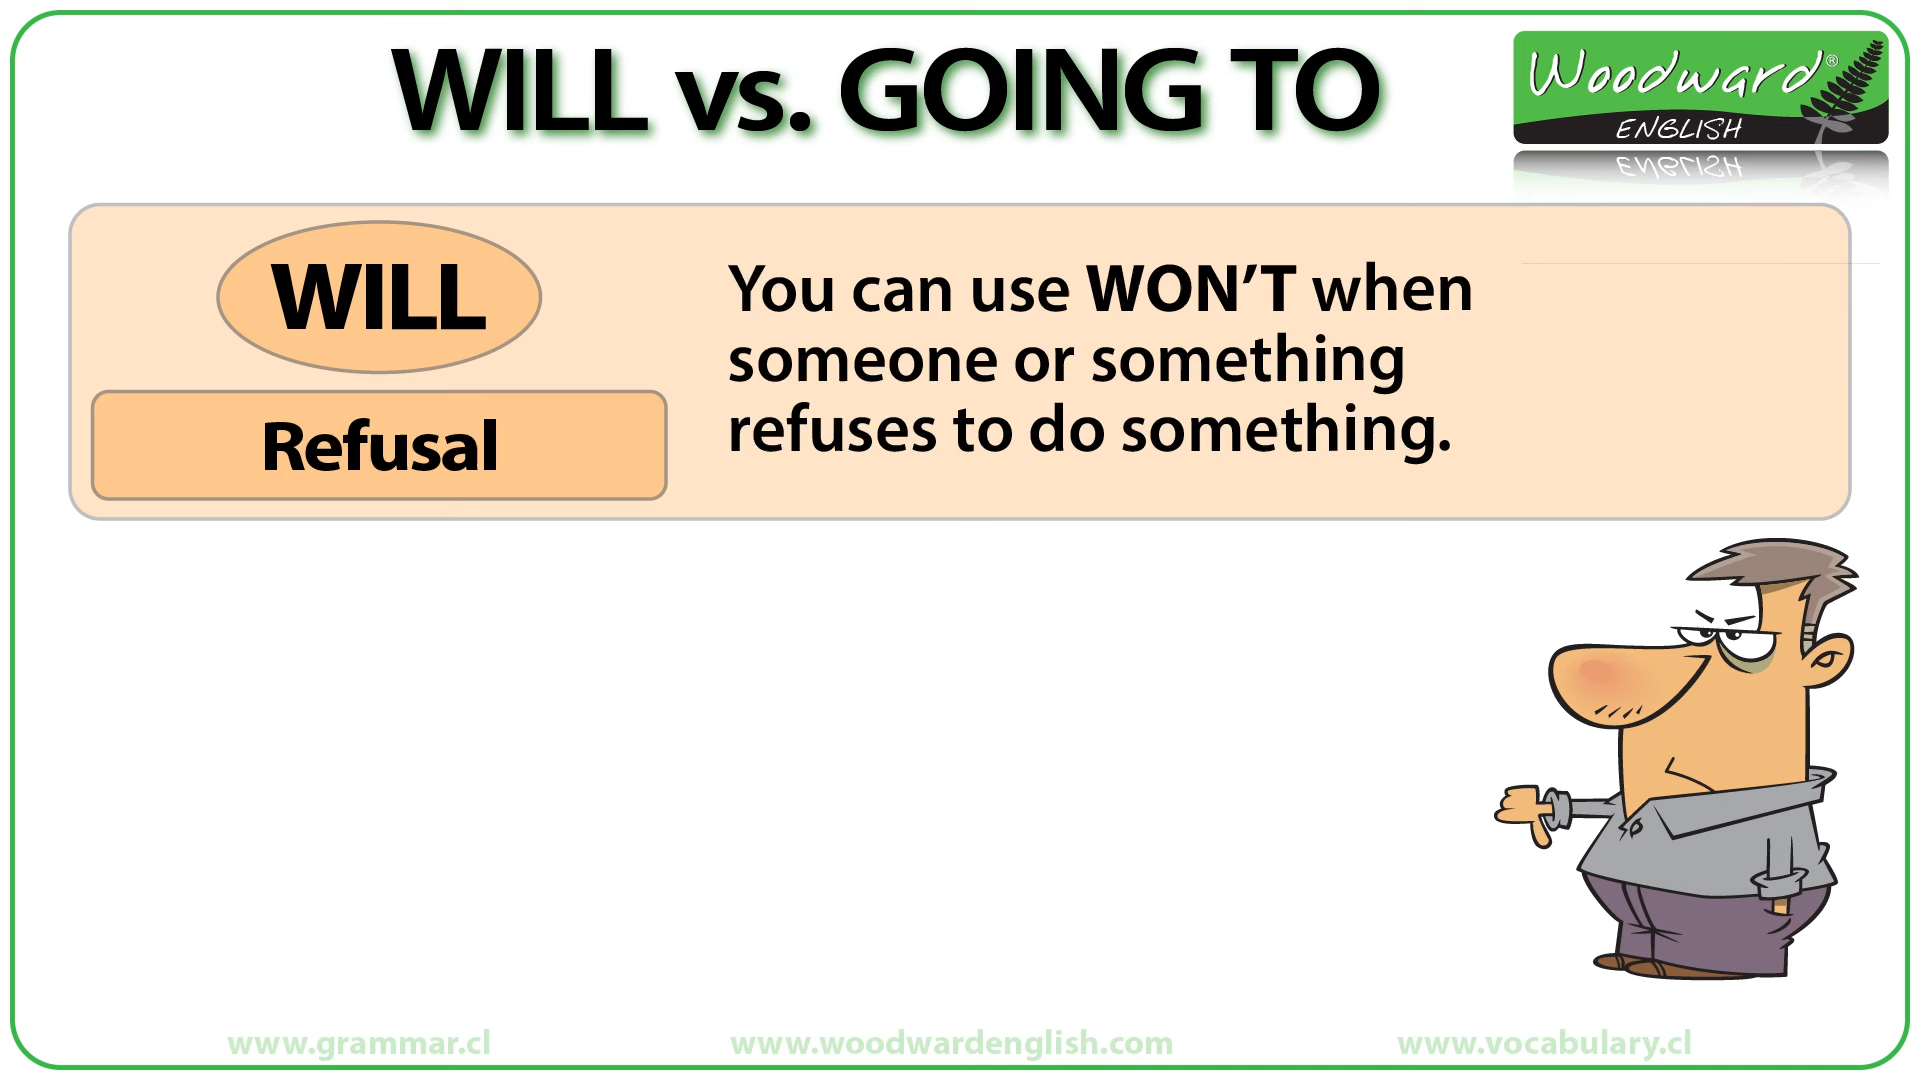 WILL vs. GOING TO
Woodward®
ENGLISH
WILL
Refusal
You can use WON’T when
someone or something
refuses to do something.
www.grammar.cl
www.woodwardenglish.com
www.vocabulary.cl